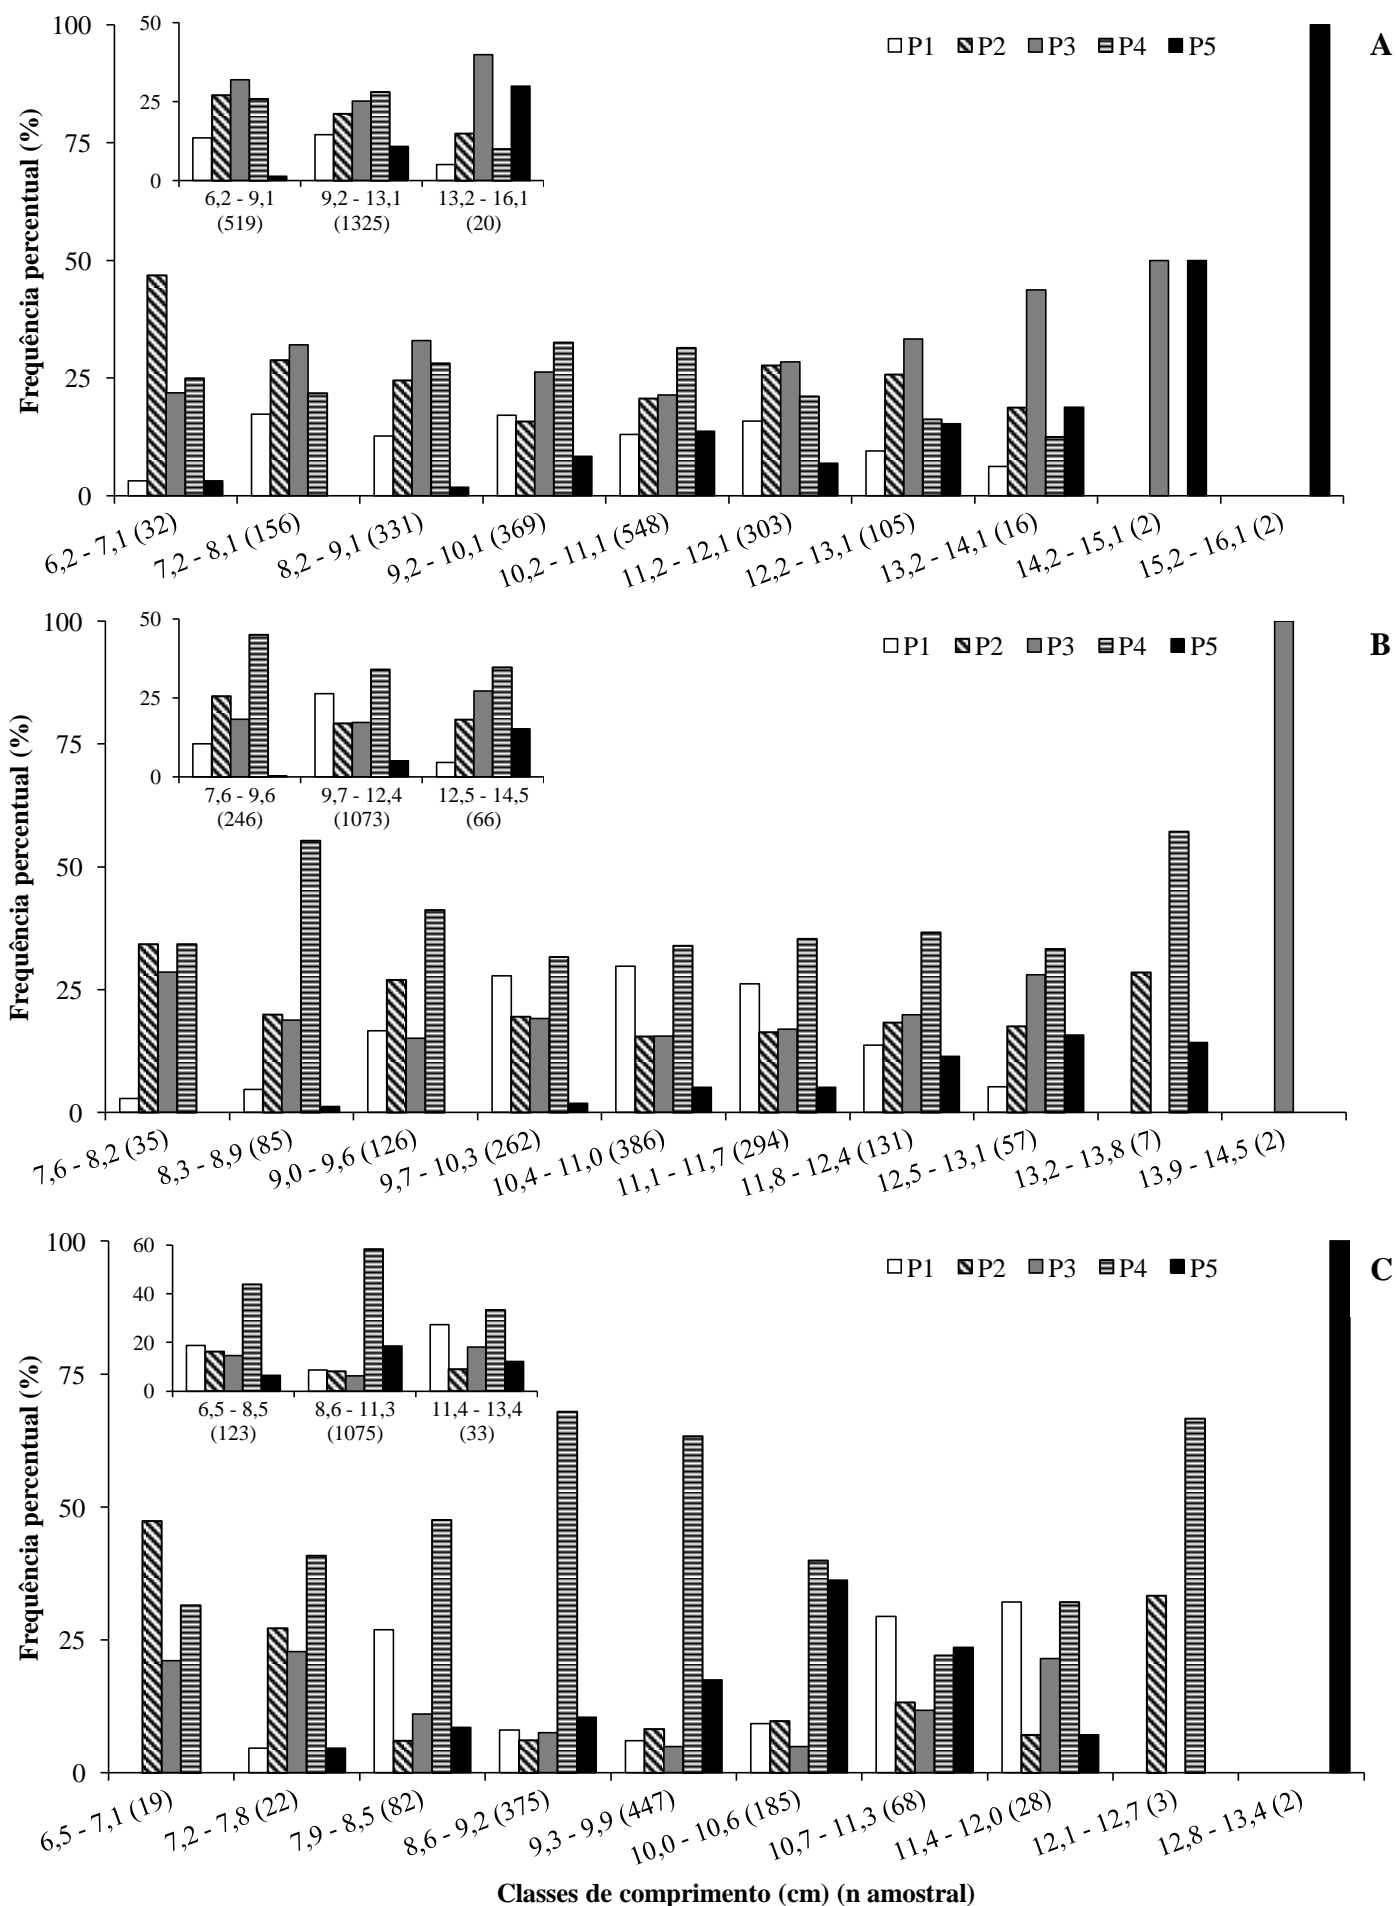 A
P1 P2 P3 P4 P5
Frequência percentual (%)
100
75
50
25
0
50
25
0
6,2 - 9,1 9,2 - 13,1 13,2 - 16,1
(519) (1325) (20)
6,2 - 7,1 (32)
7,2 - 8,1 (156)
8,2 - 9,1 (331)
9,2 - 10,1 (369)
10,2 - 11,1 (548)
11,2 - 12,1 (303)
12,2 - 13,1 (105)
13,2 - 14,1 (16)
14,2 - 15,1 (2)
15,2 - 16,1 (2)
B
P1 P2 P3 P4 P5
Frequência percentual (%)
100
75
50
25
0
50
25
0
7,6 - 9,6 9,7 - 12,4 12,5 - 14,5
(246) (1073) (66)
7,6 - 8,2 (35)
8,3 - 8,9 (85)
9,0 - 9,6 (126)
9,7 - 10,3 (262)
10,4 - 11,0 (386)
11,1 - 11,7 (294)
11,8 - 12,4 (131)
12,5 - 13,1 (57)
13,2 - 13,8 (7)
13,9 - 14,5 (2)
C
P1 P2 P3 P4 P5
Frequência percentual (%)
100
75
50
25
0
60
40
20
0
6,5 - 8,5 8,6 - 11,3 11,4 - 13,4
(123) (1075) (33)
6,5 - 7,1 (19)
7,2 - 7,8 (22)
7,9 - 8,5 (82)
8,6 - 9,2 (375)
9,3 - 9,9 (447)
10,0 - 10,6 (185)
10,7 - 11,3 (68)
11,4 - 12,0 (28)
12,1 - 12,7 (3)
12,8 - 13,4 (2)
Classes de comprimento (cm) (n amostral)